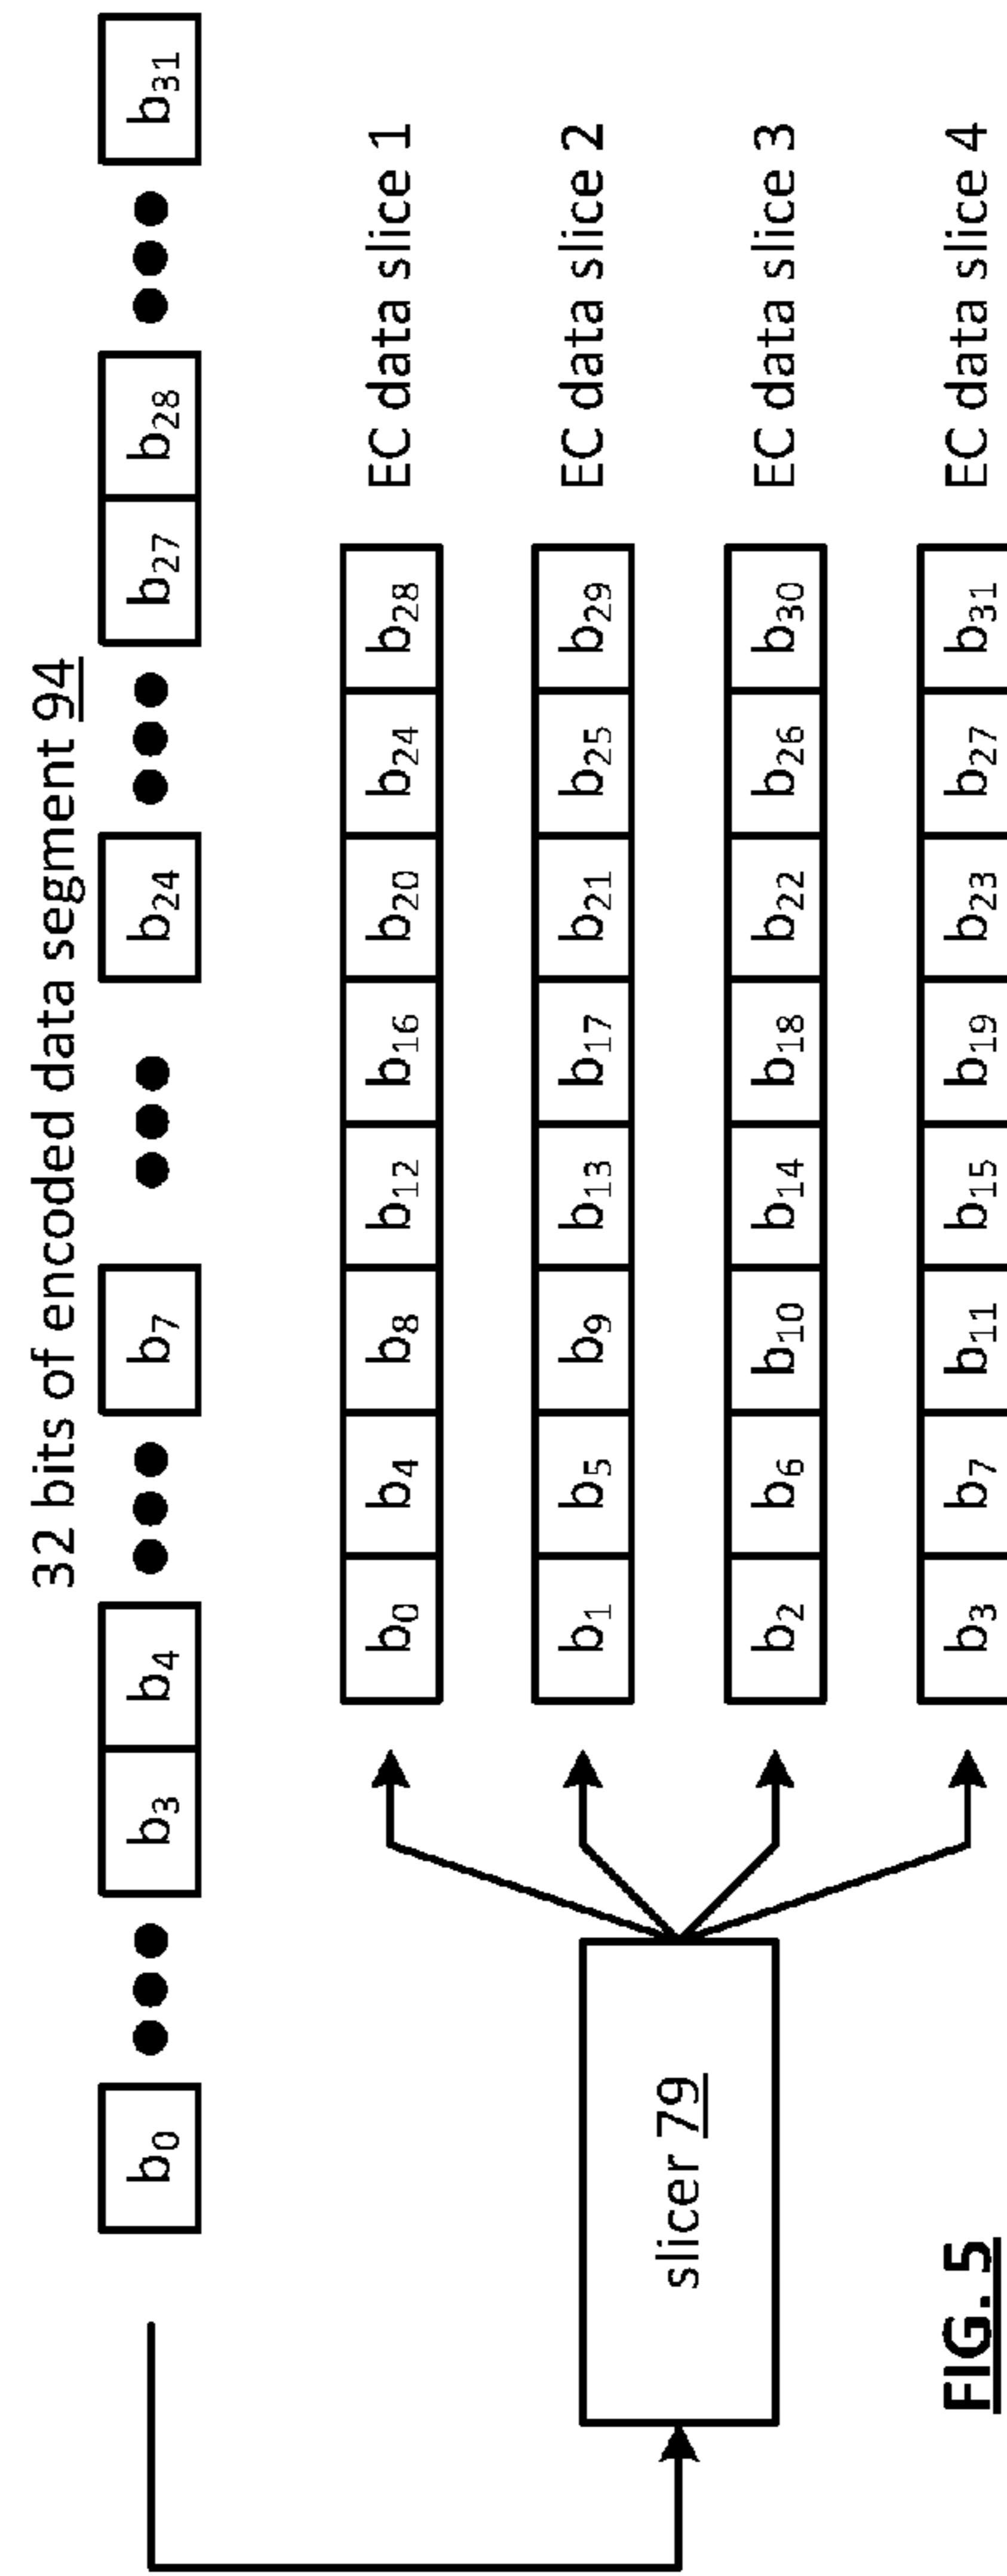 32 bits of encoded data segment 94
b₀ ●●● b₃ b₄ ●●● b₇ ●●● b₂₄ ●●● b₂₇ b₂₈ ●●● b₃₁
slicer 79
b₀ b₄ b₈ b₁₂ b₁₆ b₂₀ b₂₄ b₂₈ EC data slice 1
b₁ b₅ b₉ b₁₃ b₁₇ b₂₁ b₂₅ b₂₉ EC data slice 2
b₂ b₆ b₁₀ b₁₄ b₁₈ b₂₂ b₂₆ b₃₀ EC data slice 3
b₃ b₇ b₁₁ b₁₅ b₁₉ b₂₃ b₂₇ b₃₁ EC data slice 4
FIG. 5